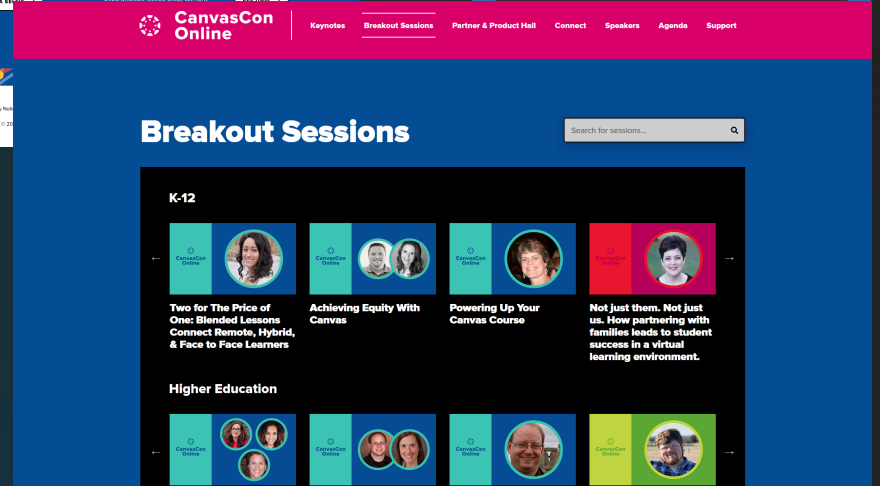 CanvasCon
Online
Keynotes
Breakout Sessions
Partner & Product Hall
Connect
Speakers
Agenda
Support
Breakout Sessions
Search for sessions...
K-12
CanvasCon
Online
CanvasCon
Online
CanvasCon
Online
CanvasCon
Online
Two for The Price of
One: Blended Lessons
Connect Remote, Hybrid,
& Face to Face Learners
Achieving Equity With
Canvas
Powering Up Your
Canvas Course
Not just them. Not just
us. How partnering with
families leads to student
success in a virtual
learning environment.
Higher Education
CanvasCon
Online
CanvasCon
Online
CanvasCon
Online
CanvasCon
Online